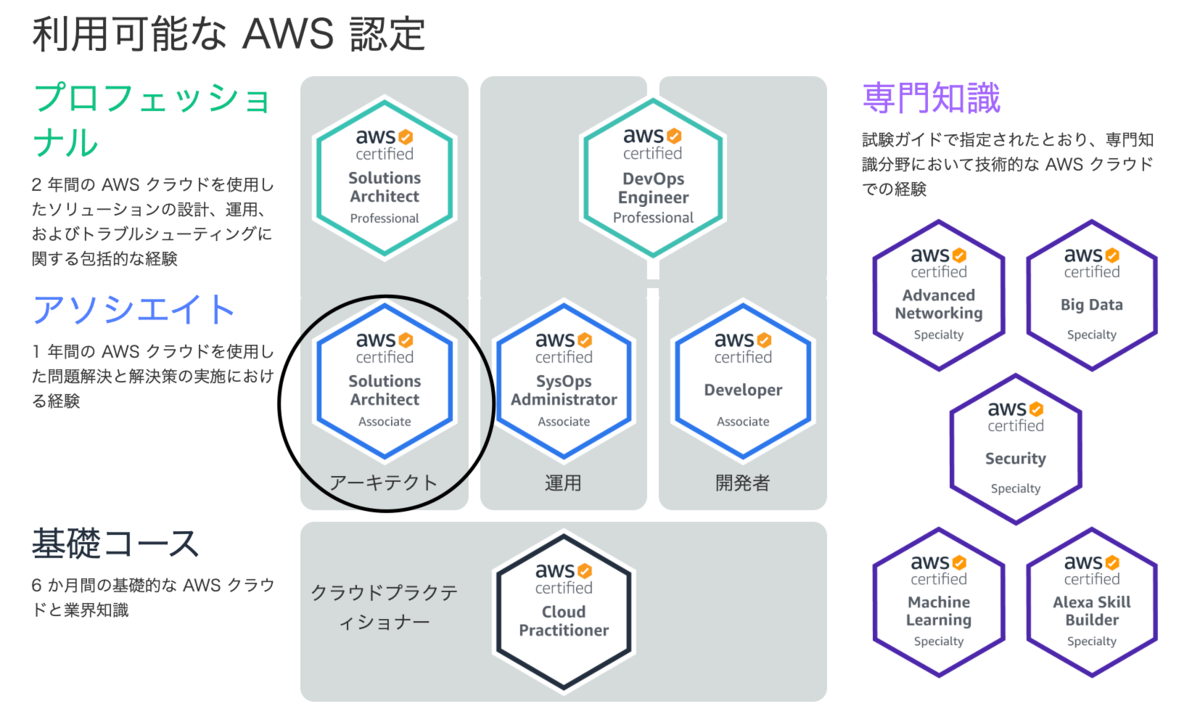 利用可能な AWS 認定
プロフェッショ
ナル
2 年間の AWS クラウドを使用し
たソリューションの設計、運用、
およびトラブルシューティングに
関する包括的な経験
aws
certified
Solutions
Architect
Professional
aws
certified
DevOps
Engineer
Professional
アソシエイト
1 年間の AWS クラウドを使用し
た問題解決と解決策の実施におけ
る経験
aws
certified
Solutions
Architect
Associate
アーキテクト
aws
certified
SysOps
Administrator
Associate
運用
aws
certified
Developer
Associate
開発者
基礎コース
6 か月間の基礎的な AWS クラウ
ドと業界知識
クラウドプラクテ
ィショナー
aws
certified
Cloud
Practitioner
専門知識
試験ガイドで指定されたとおり、専門知
識分野において技術的な AWS クラウド
での経験
aws
certified
Advanced
Networking
Specialty
aws
certified
Big Data
Specialty
aws
certified
Security
Specialty
aws
certified
Machine
Learning
Specialty
aws
certified
Alexa Skill
Builder
Specialty